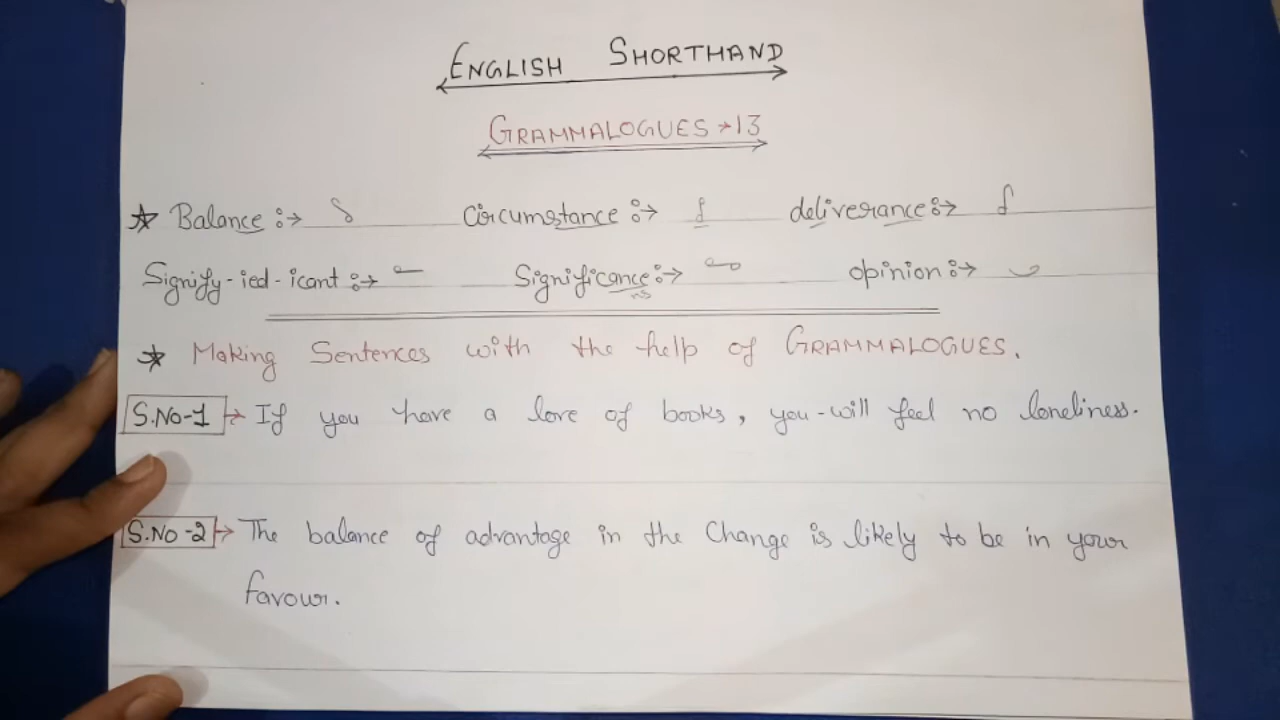 ENGLISH SHORTHAND
GRAMMALOGUES → 13
★ Balance :→ Circumstance :→ deliverance :→
Signify-ied-icant :→ Significance :→ opinion :→
ns
★ Making Sentences with the help of GRAMMALOGUES.
S.No-1 → If you have a love of books, you-will feel no loneliness.
S.No-2 → The balance of advantage in the Change is likely to be in your
favour.